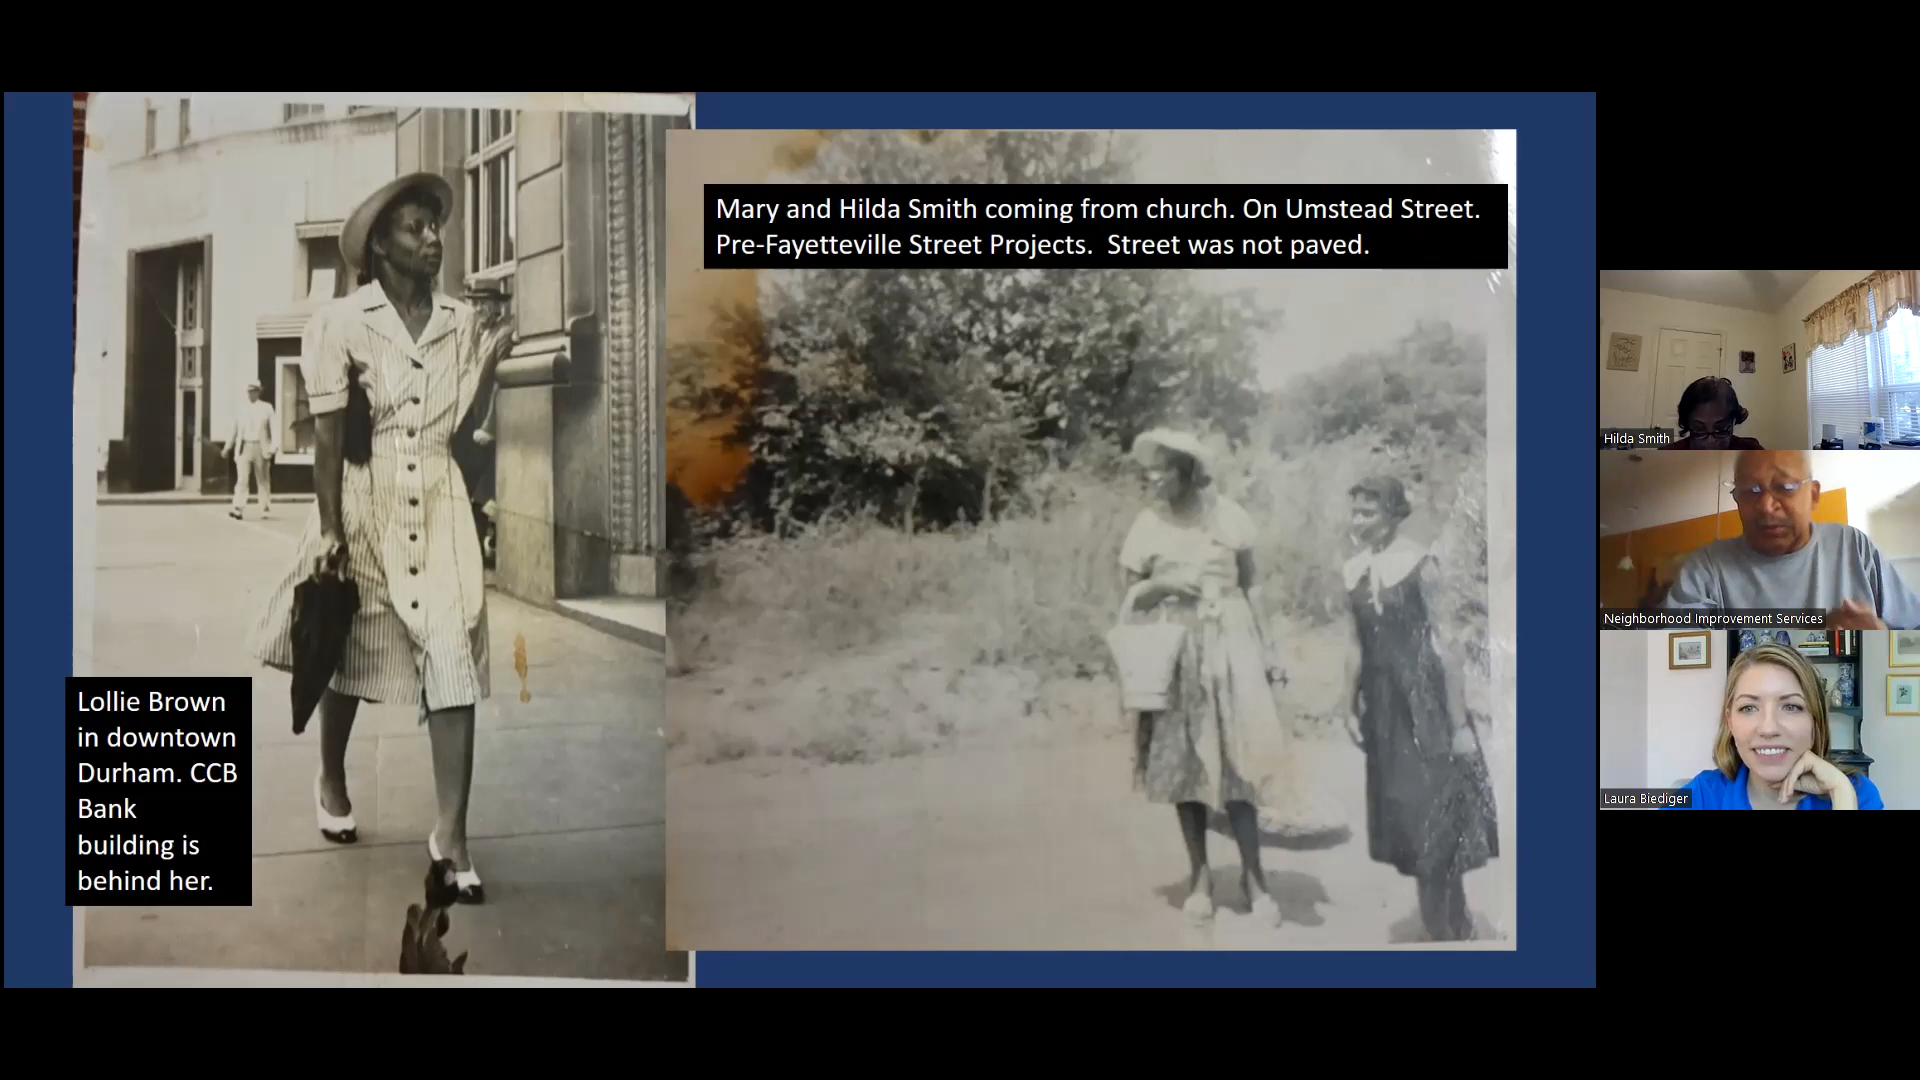 Mary and Hilda Smith coming from church. On Umstead Street.
Pre-Fayetteville Street Projects.  Street was not paved.
Lollie Brown
in downtown
Durham. CCB
Bank
building is
behind her.
Hilda Smith
Neighborhood Improvement Services
Laura Biediger